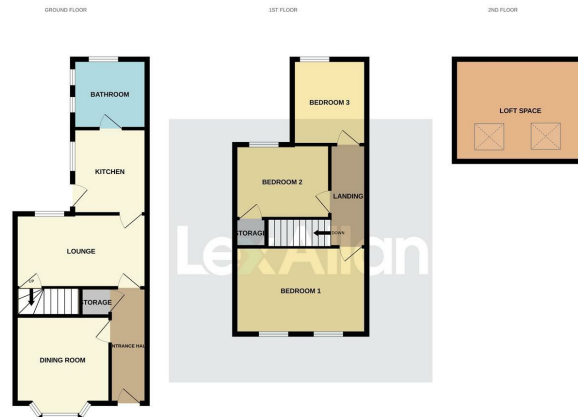 GROUND FLOOR
1ST FLOOR
2ND FLOOR
BATHROOM
KITCHEN
LOUNGE
UP
STORAGE
DINING ROOM
ENTRANCE HALL
BEDROOM 3
BEDROOM 2
LANDING
STORAGE
DOWN
BEDROOM 1
LexAllan
LOFT SPACE